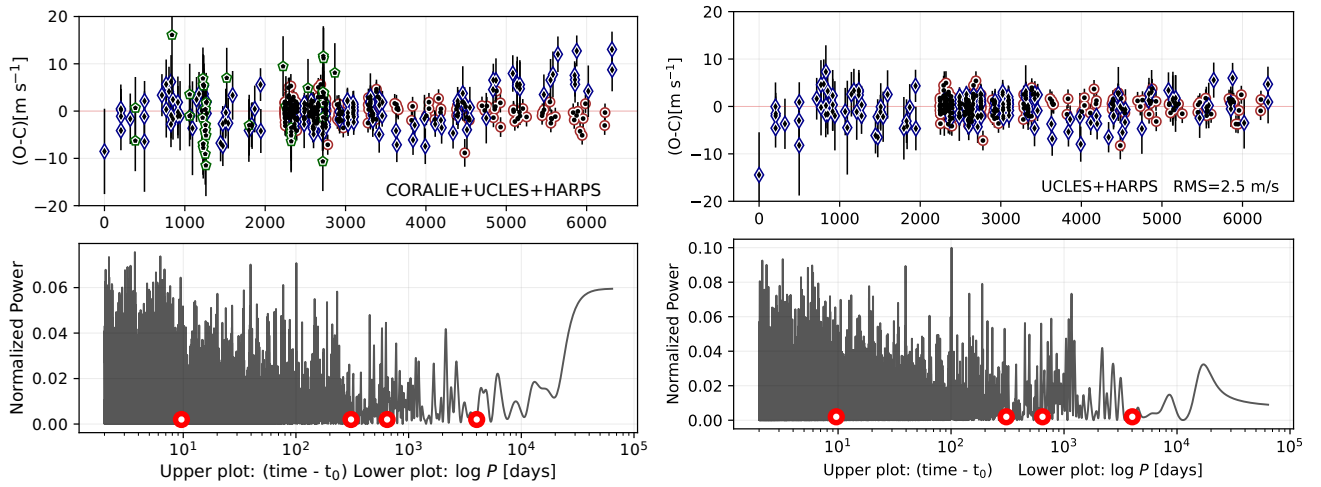 20
10
0
−10
−20
(O-C)[m s⁻¹]
CORALIE+UCLES+HARPS
0 1000 2000 3000 4000 5000 6000
20
10
0
−10
−20
(O-C)[m s⁻¹]
UCLES+HARPS RMS=2.5 m/s
0 1000 2000 3000 4000 5000 6000
0.06
0.04
0.02
0.00
Normalized Power
10¹ 10² 10³ 10⁴ 10⁵
Upper plot: (time - t₀) Lower plot: log P [days]
0.10
0.08
0.06
0.04
0.02
0.00
Normalized Power
10¹ 10² 10³ 10⁴ 10⁵
Upper plot: (time - t₀) Lower plot: log P [days]